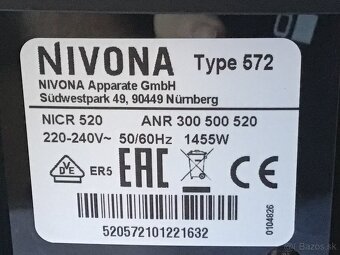 NIVONA Type 572
NIVONA Apparate GmbH
Südwestpark 49, 90449 Nürnberg
NICR 520 ANR 300 500 520
220-240V~ 50/60Hz 1455W
DVE ER5 EAC CE
520572101221632
0104826
bazos.sk